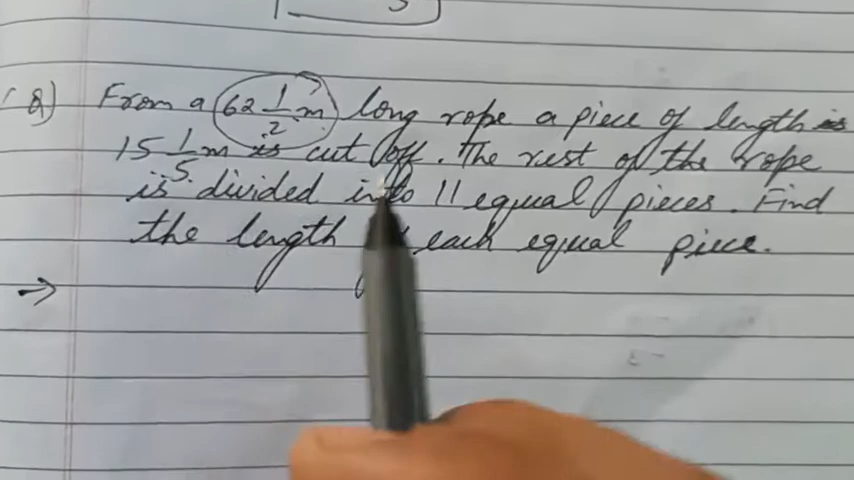 Q) From a 62 1/2 m long rope a piece of length is
15 1/5 m is cut off. The rest of the rope
is divided into 11 equal pieces. Find
the length each equal piece.
→